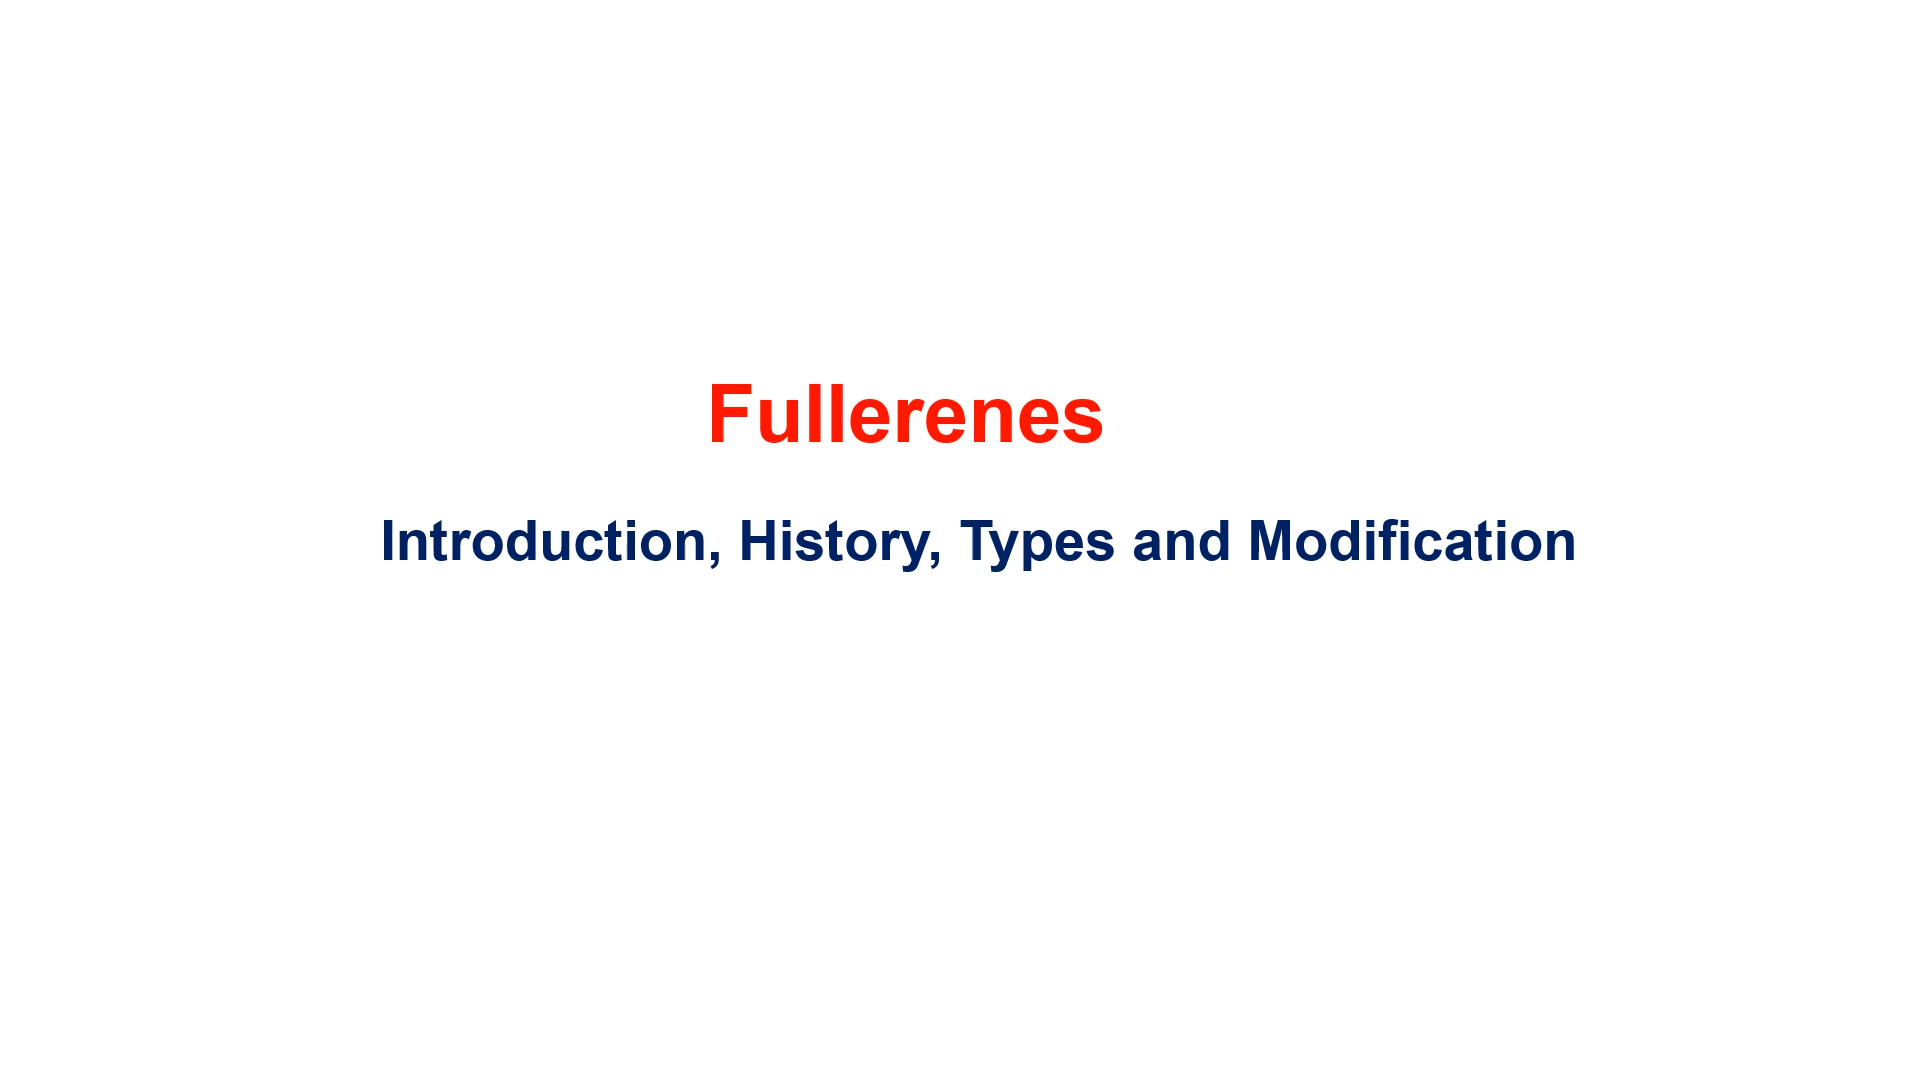 Fullerenes
Introduction, History, Types and Modification